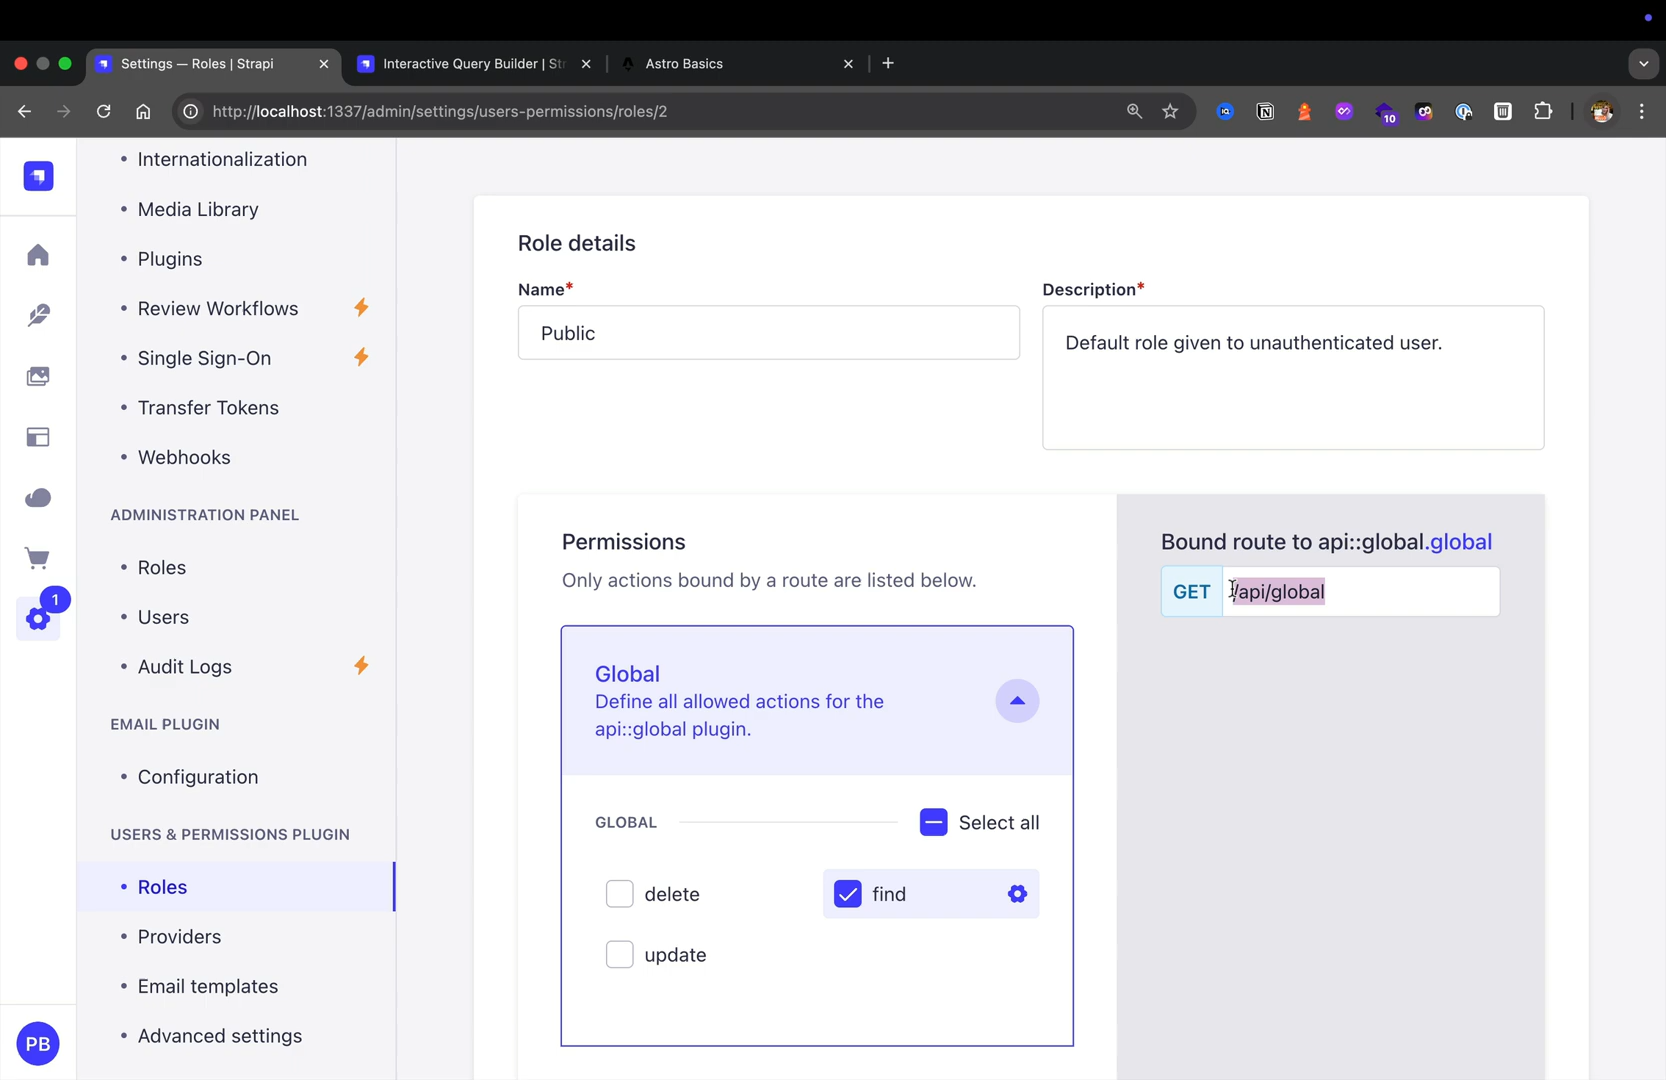 Settings — Roles | Strapi
Interactive Query Builder | Str
Astro Basics
http://localhost:1337/admin/settings/users-permissions/roles/2
10
Internationalization
Media Library
Plugins
Review Workflows
Single Sign-On
Transfer Tokens
Webhooks
ADMINISTRATION PANEL
Roles
Users
Audit Logs
EMAIL PLUGIN
Configuration
USERS & PERMISSIONS PLUGIN
Roles
Providers
Email templates
Advanced settings
1
PB
Role details
Name*
Public
Description*
Default role given to unauthenticated user.
Permissions
Only actions bound by a route are listed below.
Global
Define all allowed actions for the
api::global plugin.
GLOBAL
Select all
delete
find
update
Bound route to api::global.global
GET /api/global